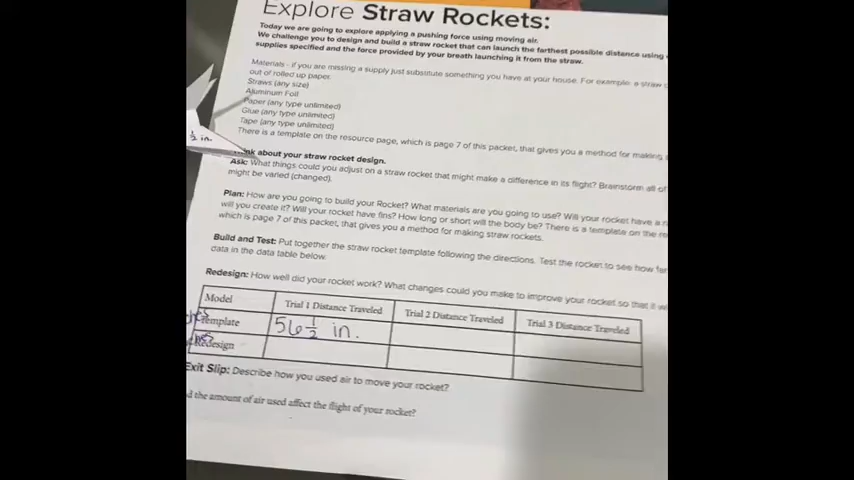 Explore Straw Rockets:
Today we are going to explore applying a pushing force using moving air.
We challenge you to design and build a straw rocket that can launch the farthest possible distance using
supplies specified and the force provided by your breath launching it from the straw.
Materials - if you are missing a supply just substitute something you have at your house. For example: a straw
out of rolled up paper.
Straws (any size)
Aluminum Foil
Paper (any type unlimited)
Glue (any type unlimited)
Tape (any type unlimited)
There is a template on the resource page, which is page 7 of this packet, that gives you a method for making
½ in.
about your straw rocket design.
Ask: What things could you adjust on a straw rocket that might make a difference in its flight? Brainstorm all of
might be varied (changed).
Plan: How are you going to build your Rocket? What materials are you going to use? Will your rocket have a
will you create it? Will your rocket have fins? How long or short will the body be? There is a template on the
which is page 7 of this packet, that gives you a method for making straw rockets.
Build and Test: Put together the straw rocket template following the directions. Test the rocket to see how far
data in the data table below.
Redesign: How well did your rocket work? What changes could you make to improve your rocket so that it
Model Trial 1 Distance Traveled Trial 2 Distance Traveled Trial 3 Distance Traveled
Template 56 ½ in.
Redesign
Exit Slip: Describe how you used air to move your rocket?
the amount of air used affect the flight of your rocket?